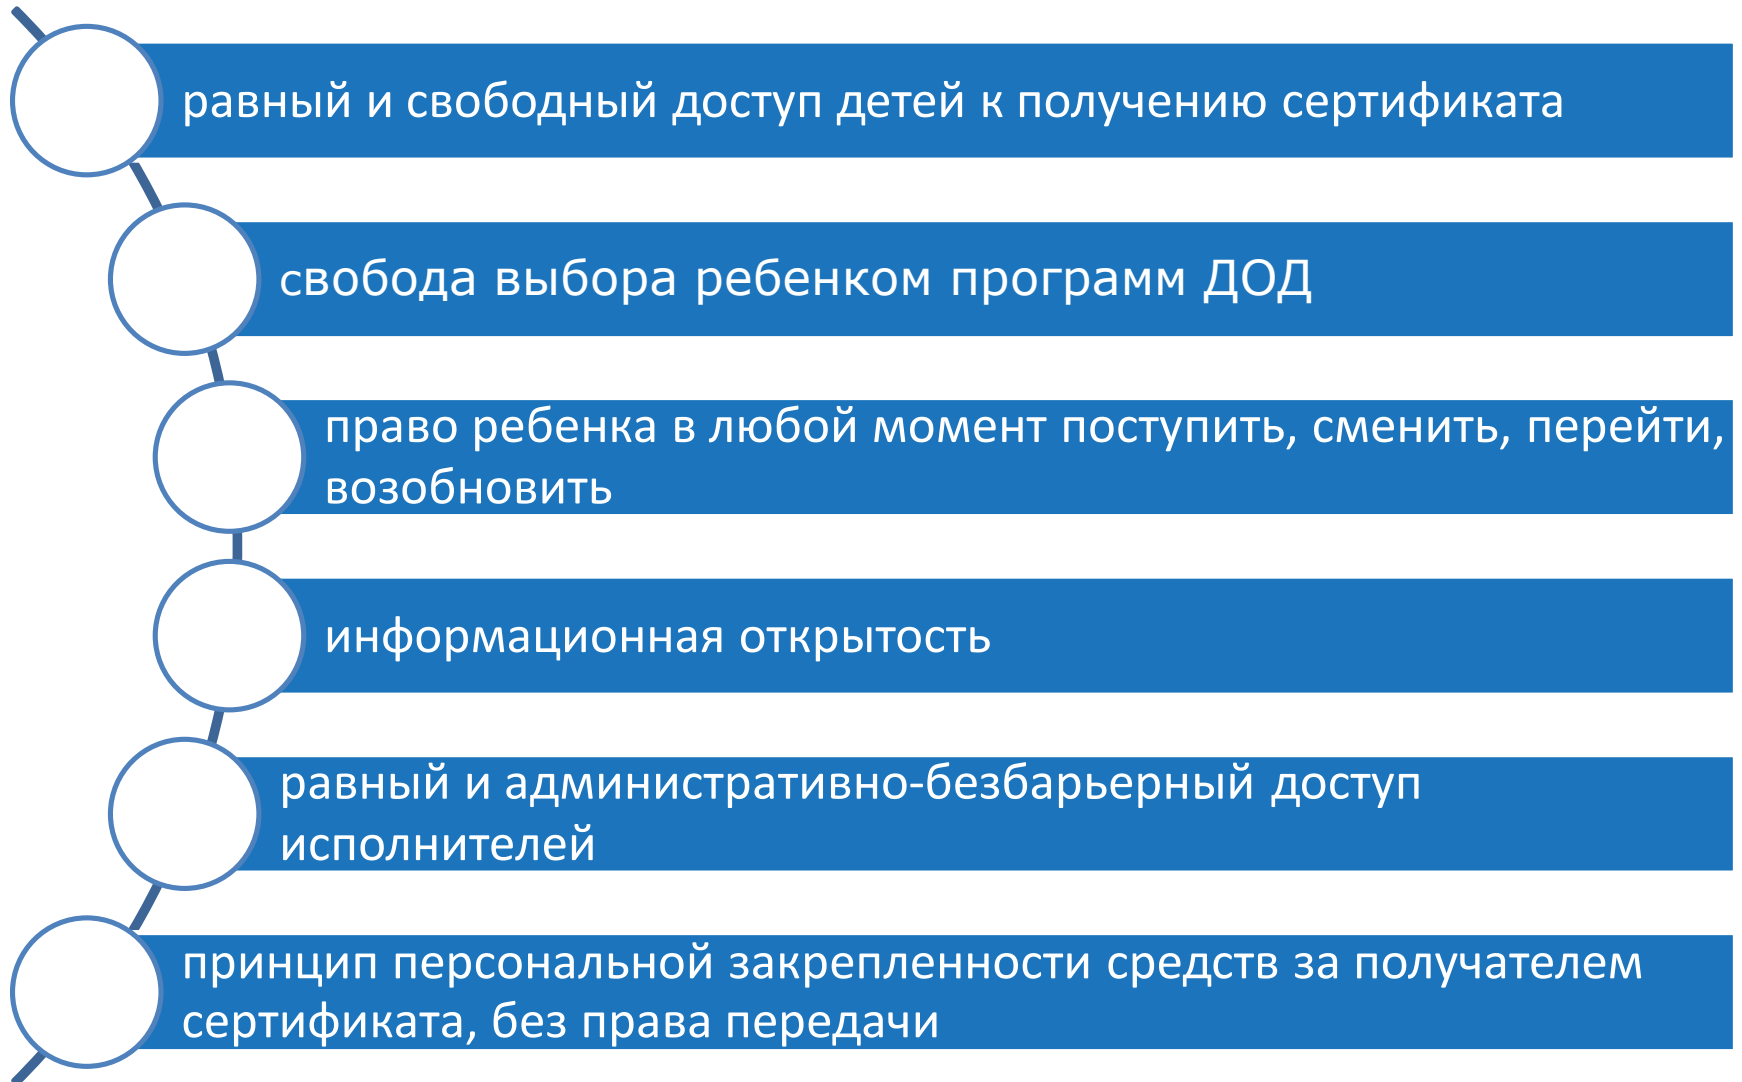 равный и свободный доступ детей к получению сертификата
свобода выбора ребенком программ ДОД
право ребенка в любой момент поступить, сменить, перейти,
возобновить
информационная открытость
равный и административно-безбарьерный доступ
исполнителей
принцип персональной закрепленности средств за получателем
сертификата, без права передачи